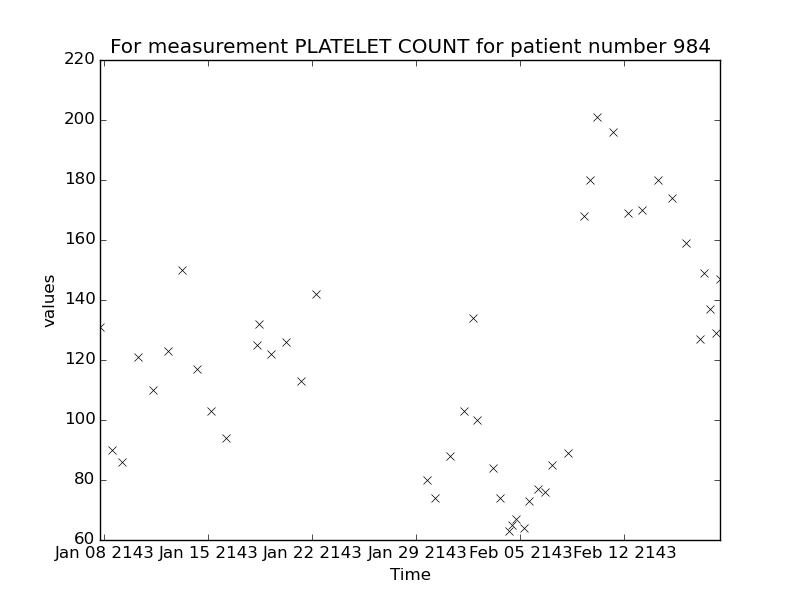 For measurement PLATELET COUNT for patient number 984
220
200
180
160
140
120
100
80
60
values
Jan 08 2143 Jan 15 2143 Jan 22 2143 Jan 29 2143 Feb 05 2143 Feb 12 2143
Time